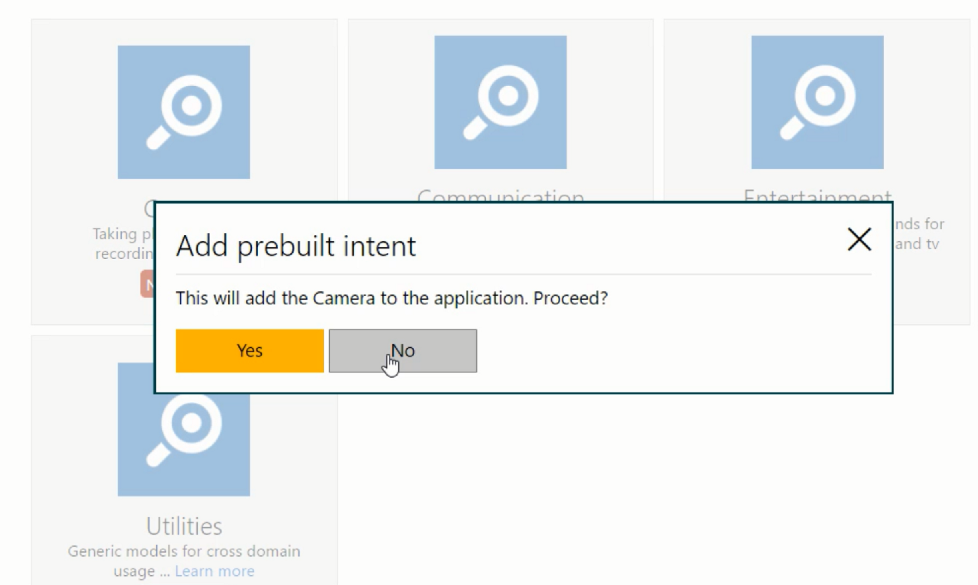 Communication
Entertainment
Taking
nds for
recordin
and tv
Add prebuilt intent
This will add the Camera to the application. Proceed?
Yes
No
Utilities
Generic models for cross domain
usage ... Learn more